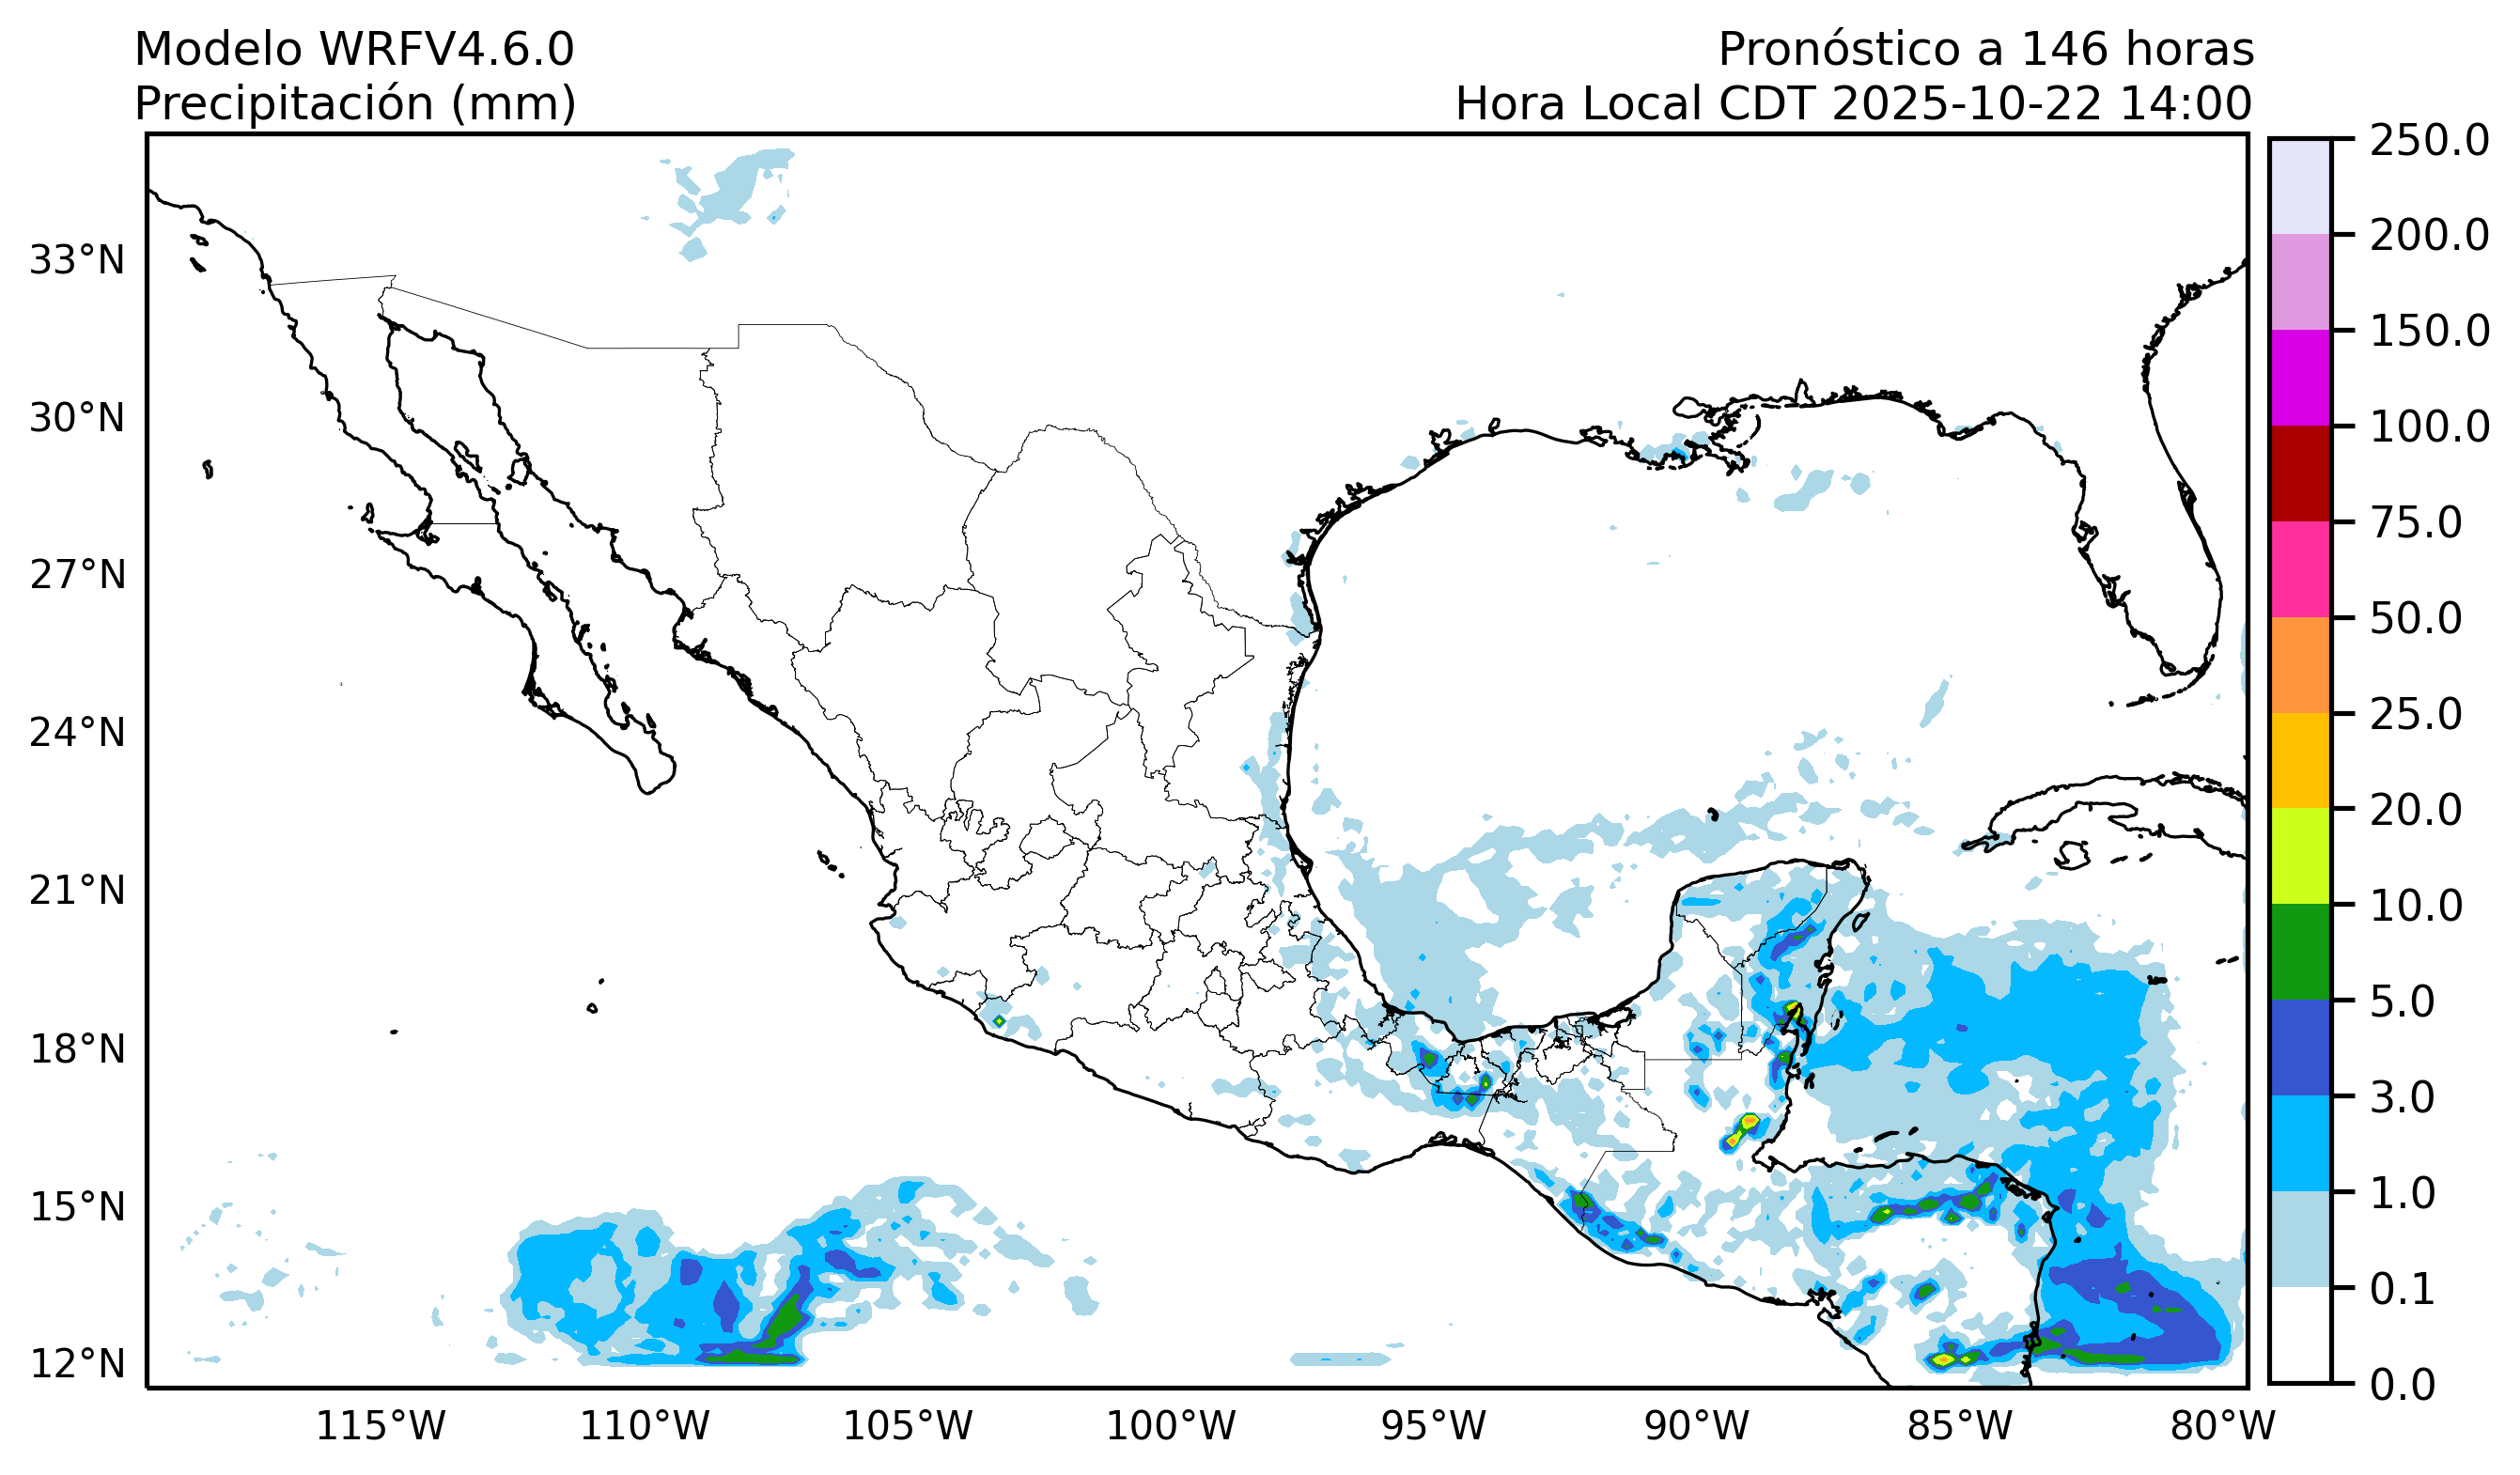 Modelo WRFV4.6.0
Precipitación (mm)
Pronóstico a 146 horas
Hora Local CDT 2025-10-22 14:00
33°N
30°N
27°N
24°N
21°N
18°N
15°N
12°N
115°W
110°W
105°W
100°W
95°W
90°W
85°W
80°W
250.0
200.0
150.0
100.0
75.0
50.0
25.0
20.0
10.0
5.0
3.0
1.0
0.1
0.0